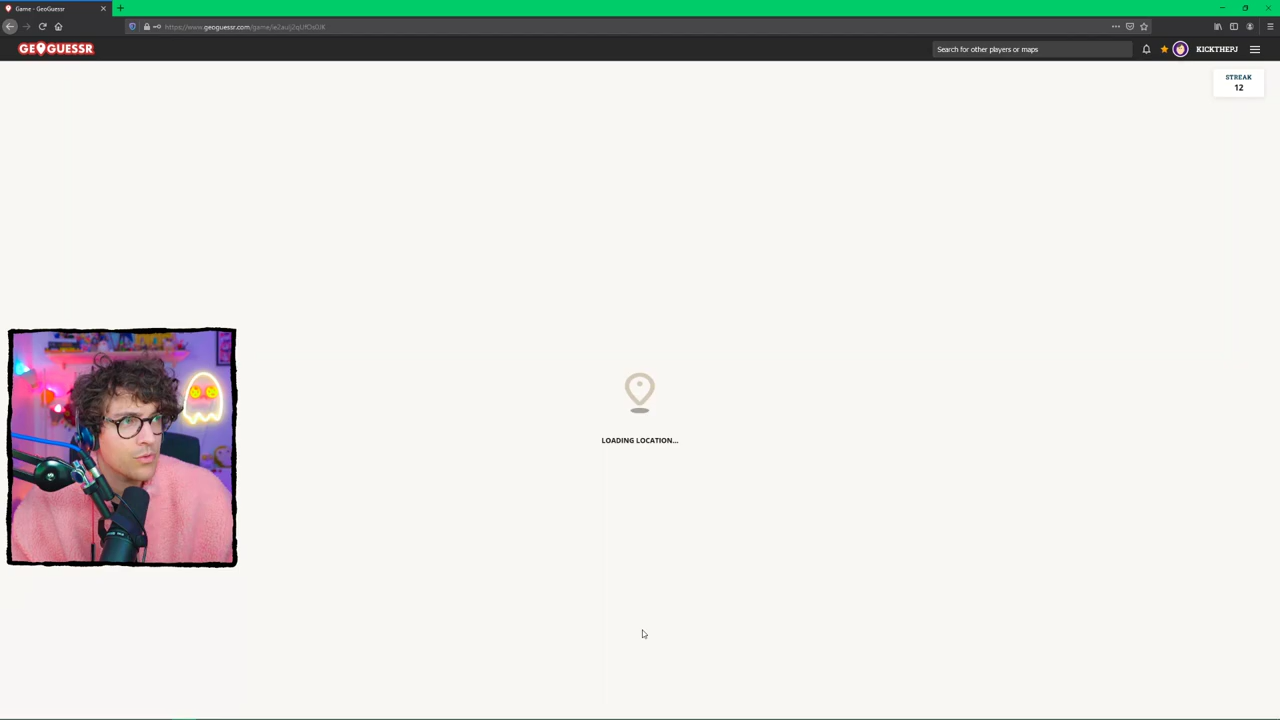 Game - GeoGuessr
GEOGUESSR
Search for other players or maps
KICKTHEPJ
STREAK
12
LOADING LOCATION...